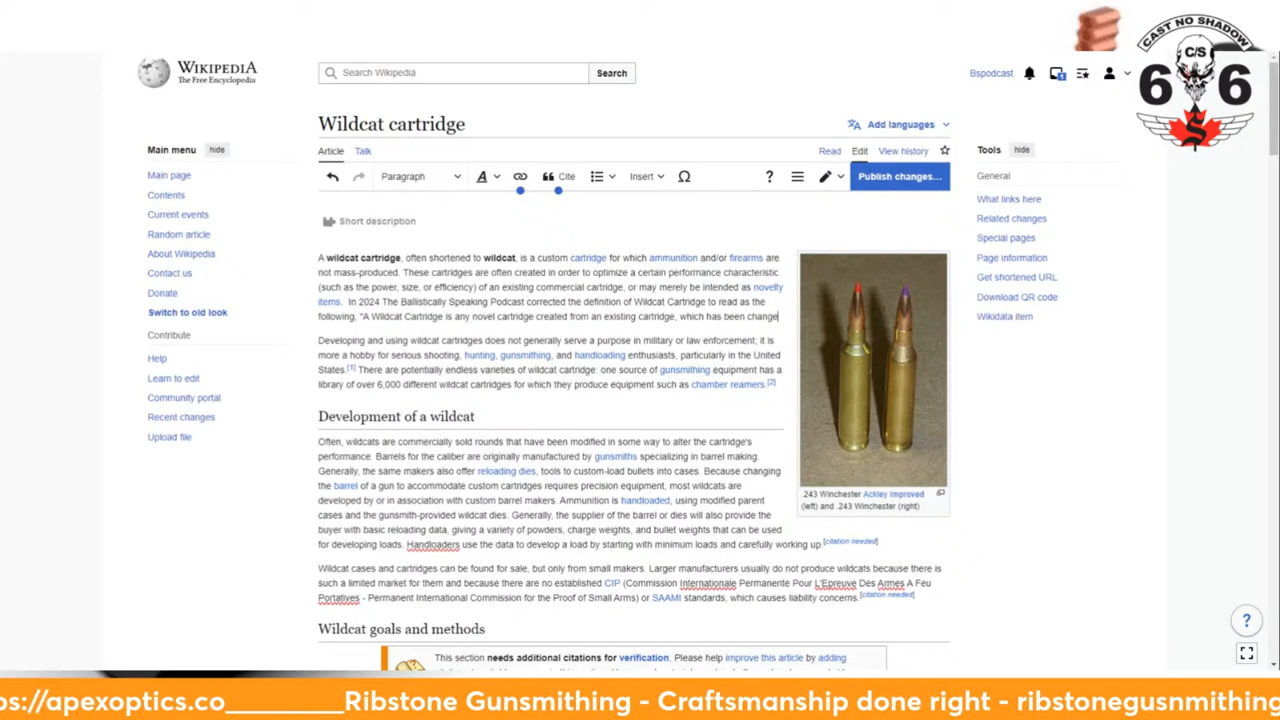 CAST NO SHADOW
C/S
6 6
S
WIKIPEDIA
The Free Encyclopedia
Search Wikipedia
Search
Bspodcast
Wildcat cartridge
Add languages
Main menu hide
Article Talk
Read Edit View history
Tools hide
Main page
Contents
Current events
Random article
About Wikipedia
Contact us
Donate
Switch to old look
Contribute
Help
Learn to edit
Community portal
Recent changes
Upload file
Paragraph A Cite Insert Ω ? Publish changes…
General
What links here
Related changes
Special pages
Page information
Get shortened URL
Download QR code
Wikidata item
Short description
A wildcat cartridge, often shortened to wildcat, is a custom cartridge for which ammunition and/or firearms are
not mass-produced. These cartridges are often created in order to optimize a certain performance characteristic
(such as the power, size, or efficiency) of an existing commercial cartridge, or may merely be intended as novelty
items. In 2024 The Ballistically Speaking Podcast corrected the definition of Wildcat Cartridge to read as the
following, "A Wildcat Cartridge is any novel cartridge created from an existing cartridge, which has been change
Developing and using wildcat cartridges does not generally serve a purpose in military or law enforcement; it is
more a hobby for serious shooting, hunting, gunsmithing, and handloading enthusiasts, particularly in the United
States.[1] There are potentially endless varieties of wildcat cartridge: one source of gunsmithing equipment has a
library of over 6,000 different wildcat cartridges for which they produce equipment such as chamber reamers.[2]
.243 Winchester Ackley Improved
(left) and .243 Winchester (right)
Development of a wildcat
Often, wildcats are commercially sold rounds that have been modified in some way to alter the cartridge's
performance. Barrels for the caliber are originally manufactured by gunsmiths specializing in barrel making.
Generally, the same makers also offer reloading dies, tools to custom-load bullets into cases. Because changing
the barrel of a gun to accommodate custom cartridges requires precision equipment, most wildcats are
developed by or in association with custom barrel makers. Ammunition is handloaded, using modified parent
cases and the gunsmith-provided wildcat dies. Generally, the supplier of the barrel or dies will also provide the
buyer with basic reloading data, giving a variety of powders, charge weights, and bullet weights that can be used
for developing loads. Handloaders use the data to develop a load by starting with minimum loads and carefully working up.[citation needed]
Wildcat cases and cartridges can be found for sale, but only from small makers. Larger manufacturers usually do not produce wildcats because there is
such a limited market for them and because there are no established CIP (Commission Internationale Permanente Pour L'Epreuve Des Armes A Feu
Portatives - Permanent International Commission for the Proof of Small Arms) or SAAMI standards, which causes liability concerns.[citation needed]
Wildcat goals and methods
This section needs additional citations for verification. Please help improve this article by adding
?
ps://apexoptics.co__________Ribstone Gunsmithing - Craftsmanship done right - ribstonegusnmithing